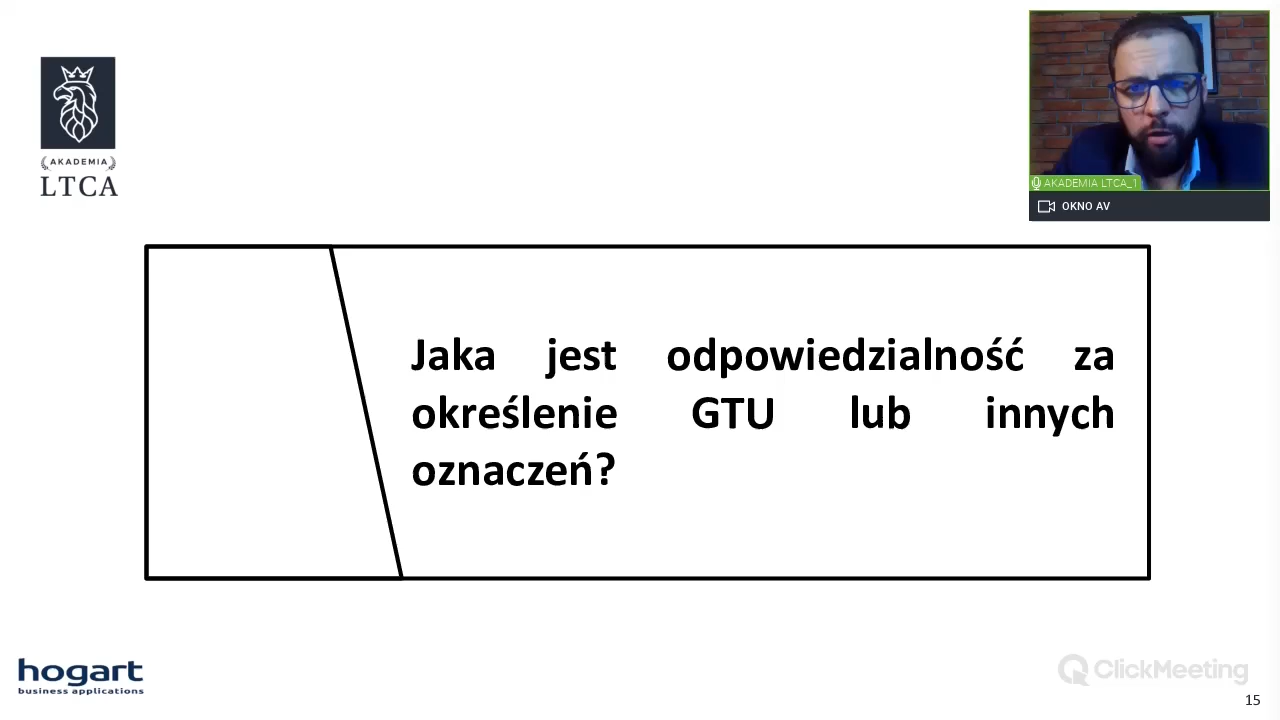 AKADEMIA
LTCA
AKADEMIA LTCA_1
OKNO AV
Jaka jest odpowiedzialność za
określenie GTU lub innych
oznaczeń?
hogart
business applications
ClickMeeting
15